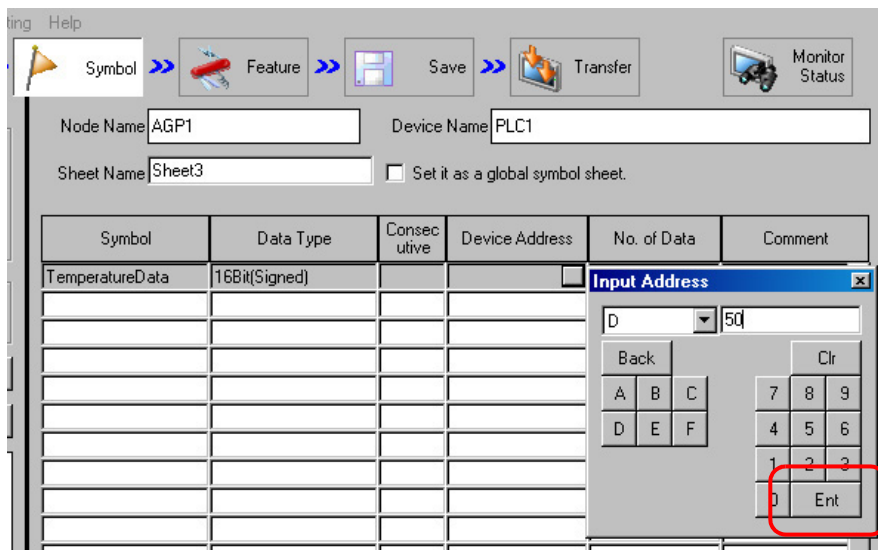 ting Help
Symbol >> Feature >> Save >> Transfer Monitor Status
Node Name AGP1 Device Name PLC1
Sheet Name Sheet3 Set it as a global symbol sheet.
Symbol Data Type Consecutive Device Address No. of Data Comment
TemperatureData 16Bit(Signed)
Input Address
D 50
Back Clr
A B C 7 8 9
D E F 4 5 6
1 2 3
0 Ent